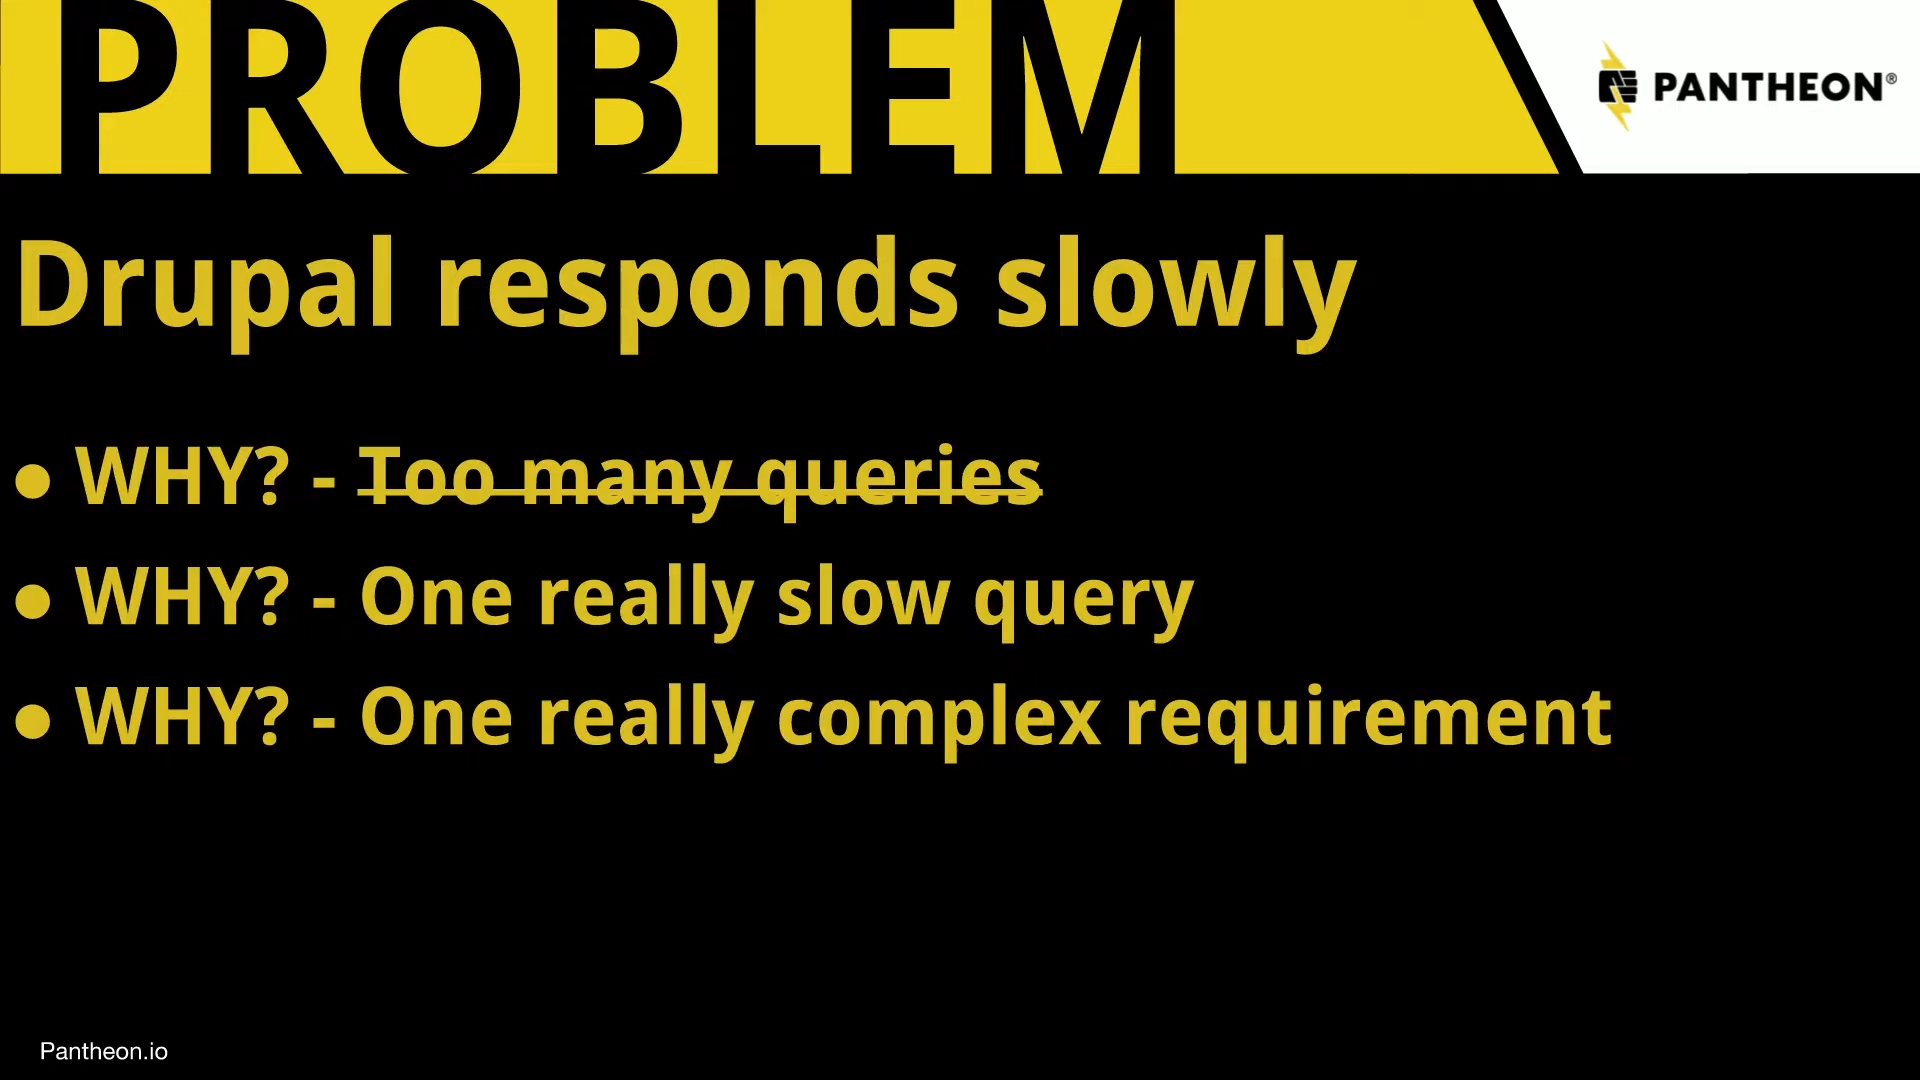 PROBLEM
PANTHEON®
Drupal responds slowly
● WHY? - Too many queries
● WHY? - One really slow query
● WHY? - One really complex requirement
Pantheon.io